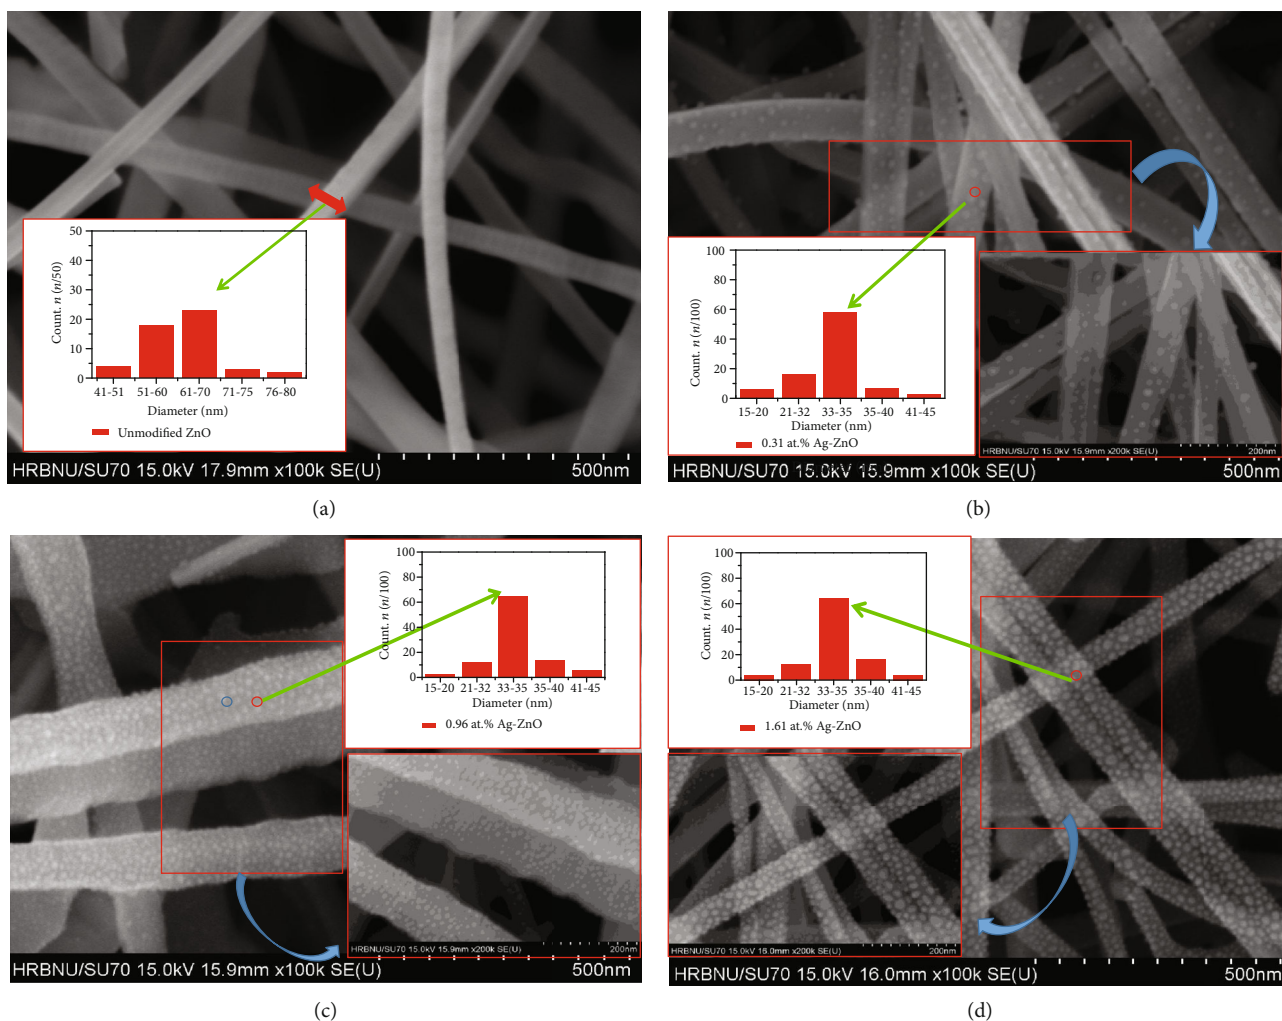 50
40
30
20
10
0
Count. n (n/50)
41-51 51-60 61-70 71-75 76-80
Diameter (nm)
Unmodified ZnO
HRBNU/SU70 15.0kV 17.9mm x100k SE(U) 500nm
(a)
100
80
60
40
20
0
Count. n (n/100)
15-20 21-32 33-35 35-40 41-45
Diameter (nm)
0.31 at.% Ag-ZnO
HRBNU/SU70 15.0kV 15.9mm x200k SE(U) 200nm
HRBNU/SU70 15.0kV 15.9mm x100k SE(U) 500nm
(b)
100
80
60
40
20
0
Count. n (n/100)
15-20 21-32 33-35 35-40 41-45
Diameter (nm)
0.96 at.% Ag-ZnO
HRBNU/SU70 15.0kV 15.9mm x200k SE(U) 200nm
HRBNU/SU70 15.0kV 15.9mm x100k SE(U) 500nm
(c)
100
80
60
40
20
0
Count. n (n/100)
15-20 21-32 33-35 35-40 41-45
Diameter (nm)
1.61 at.% Ag-ZnO
HRBNU/SU70 15.0kV 16.0mm x200k SE(U) 200nm
HRBNU/SU70 15.0kV 16.0mm x100k SE(U) 500nm
(d)